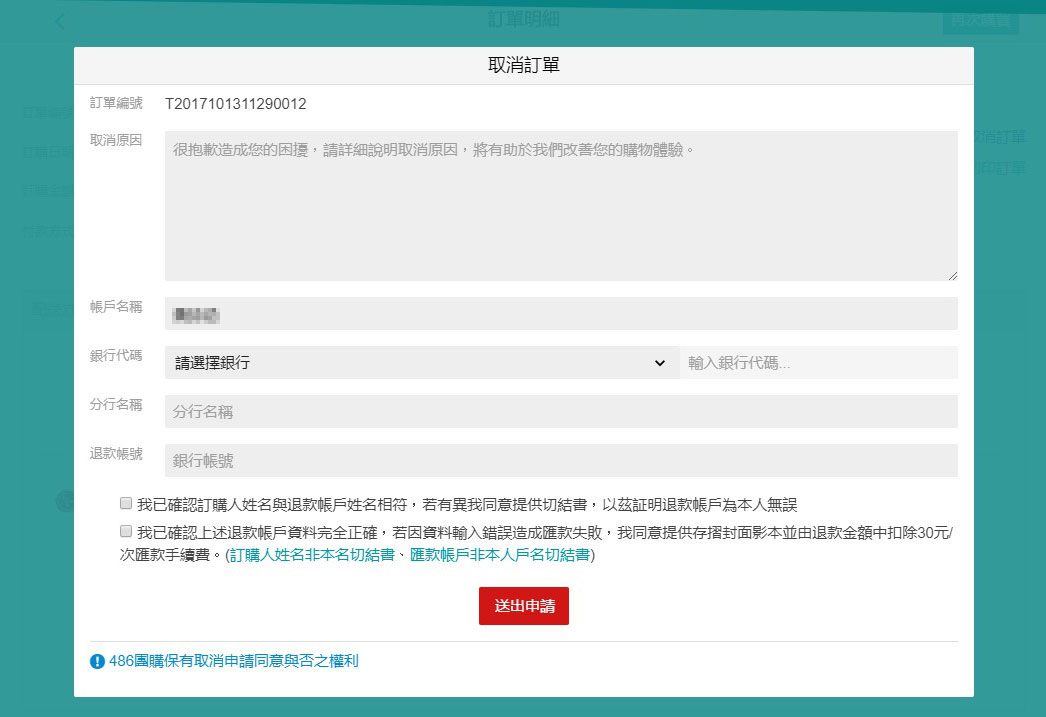 訂單明細
再次購買
取消訂單
訂單編號 T2017101311290012
取消原因 很抱歉造成您的困擾，請詳細說明取消原因，將有助於我們改善您的購物體驗。
取消訂單
付款方式
帳戶名稱
銀行代碼 請選擇銀行 輸入銀行代碼...
分行名稱 分行名稱
退款帳號 銀行帳號
我已確認訂購人姓名與退款帳戶姓名相符，若有異我同意提供切結書，以茲証明退款帳戶為本人無誤
我已確認上述退款帳戶資料完全正確，若因資料輸入錯誤造成匯款失敗，我同意提供存摺封面影本並由退款金額中扣除30元/
次匯款手續費。(訂購人姓名非本名切結書、匯款帳戶非本人戶名切結書)
送出申請
486團購保有取消申請同意與否之權利